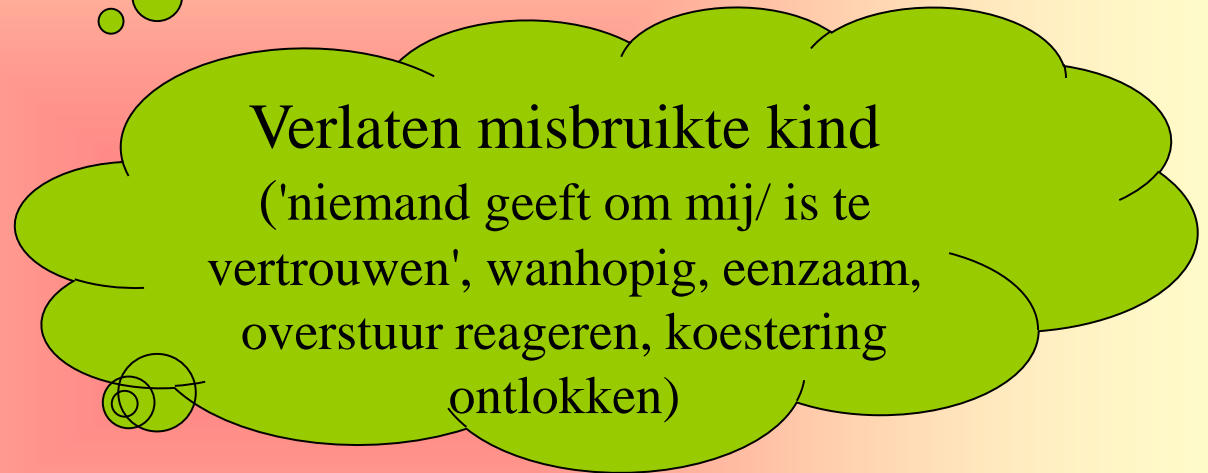 Verlaten misbruikte kind
('niemand geeft om mij/ is te
vertrouwen', wanhopig, eenzaam,
overstuur reageren, koestering
ontlokken)